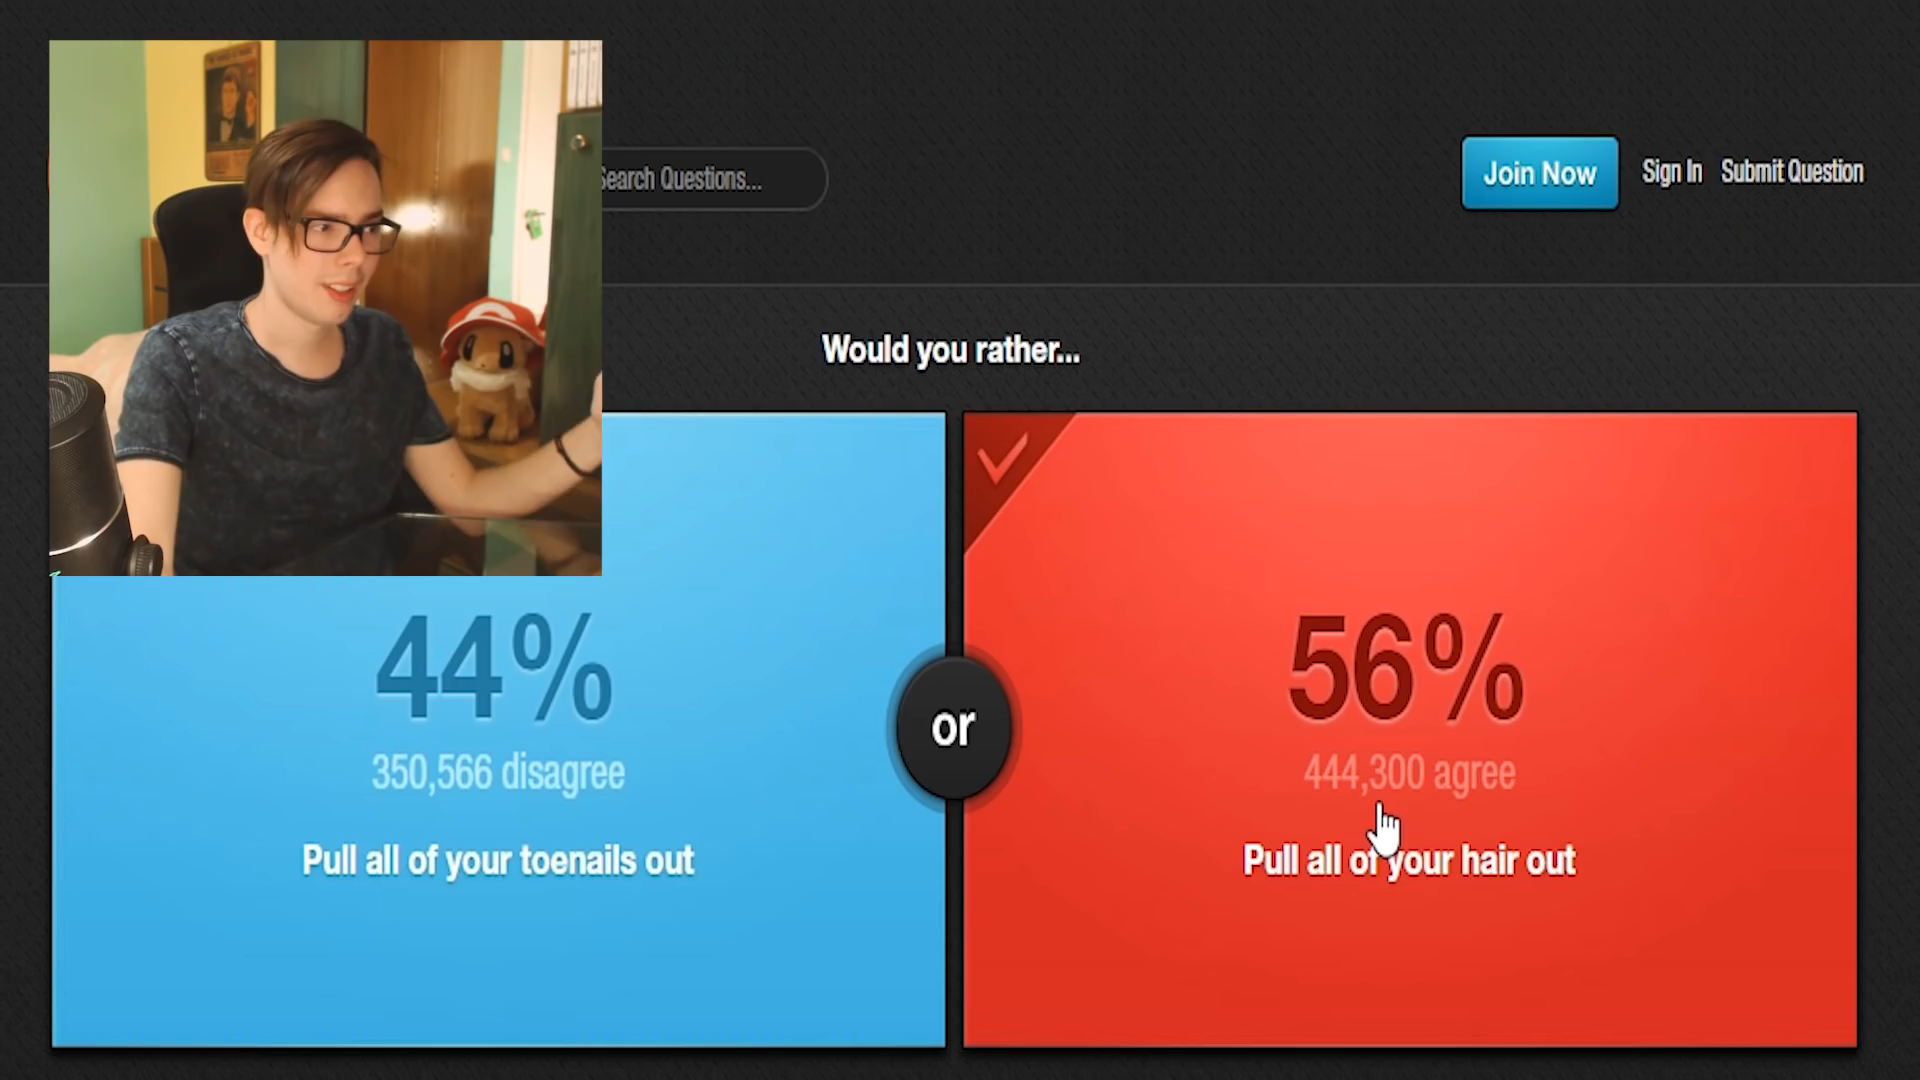 Search Questions...
Join Now
Sign In
Submit Question
Would you rather...
44%
350,566 disagree
Pull all of your toenails out
or
56%
444,300 agree
Pull all of your hair out